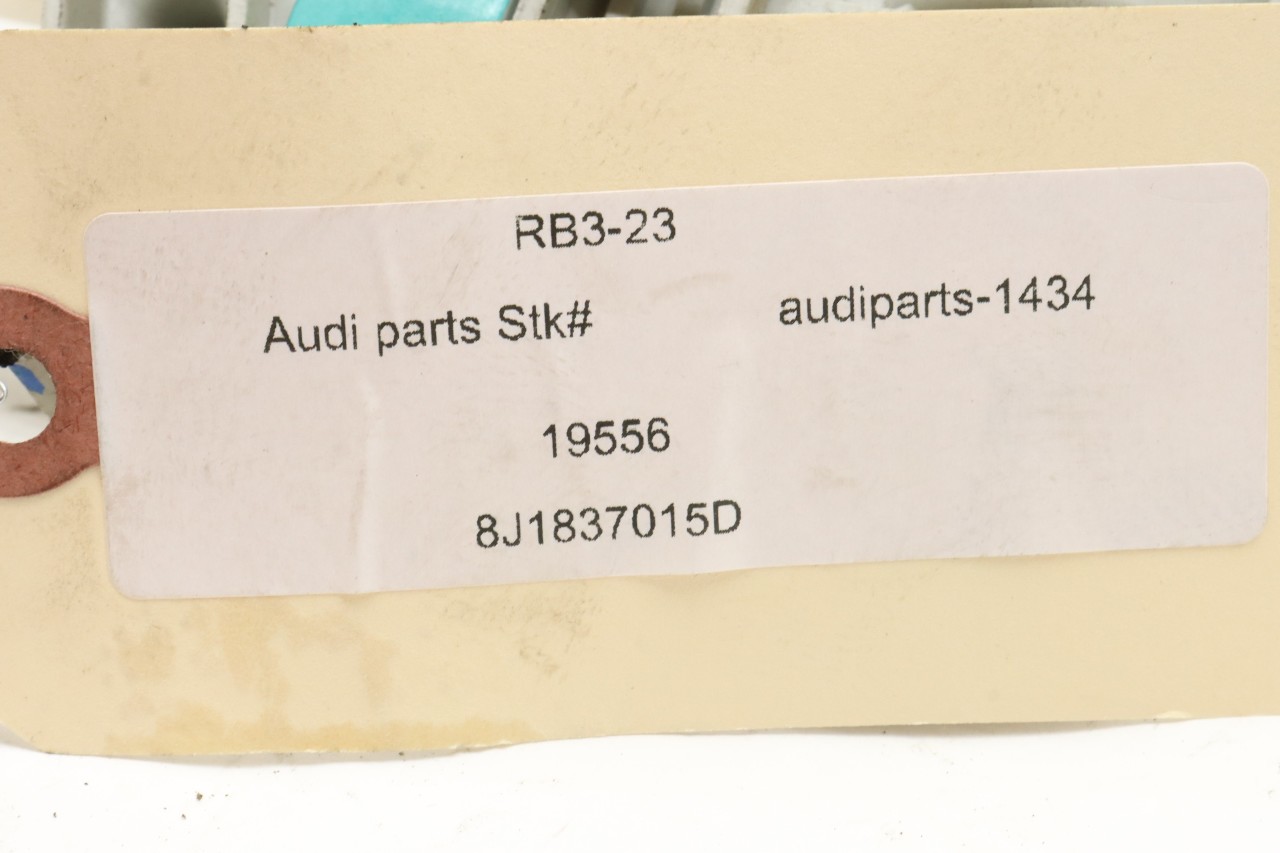 RB3-23
Audi parts Stk# audiparts-1434
19556
8J1837015D